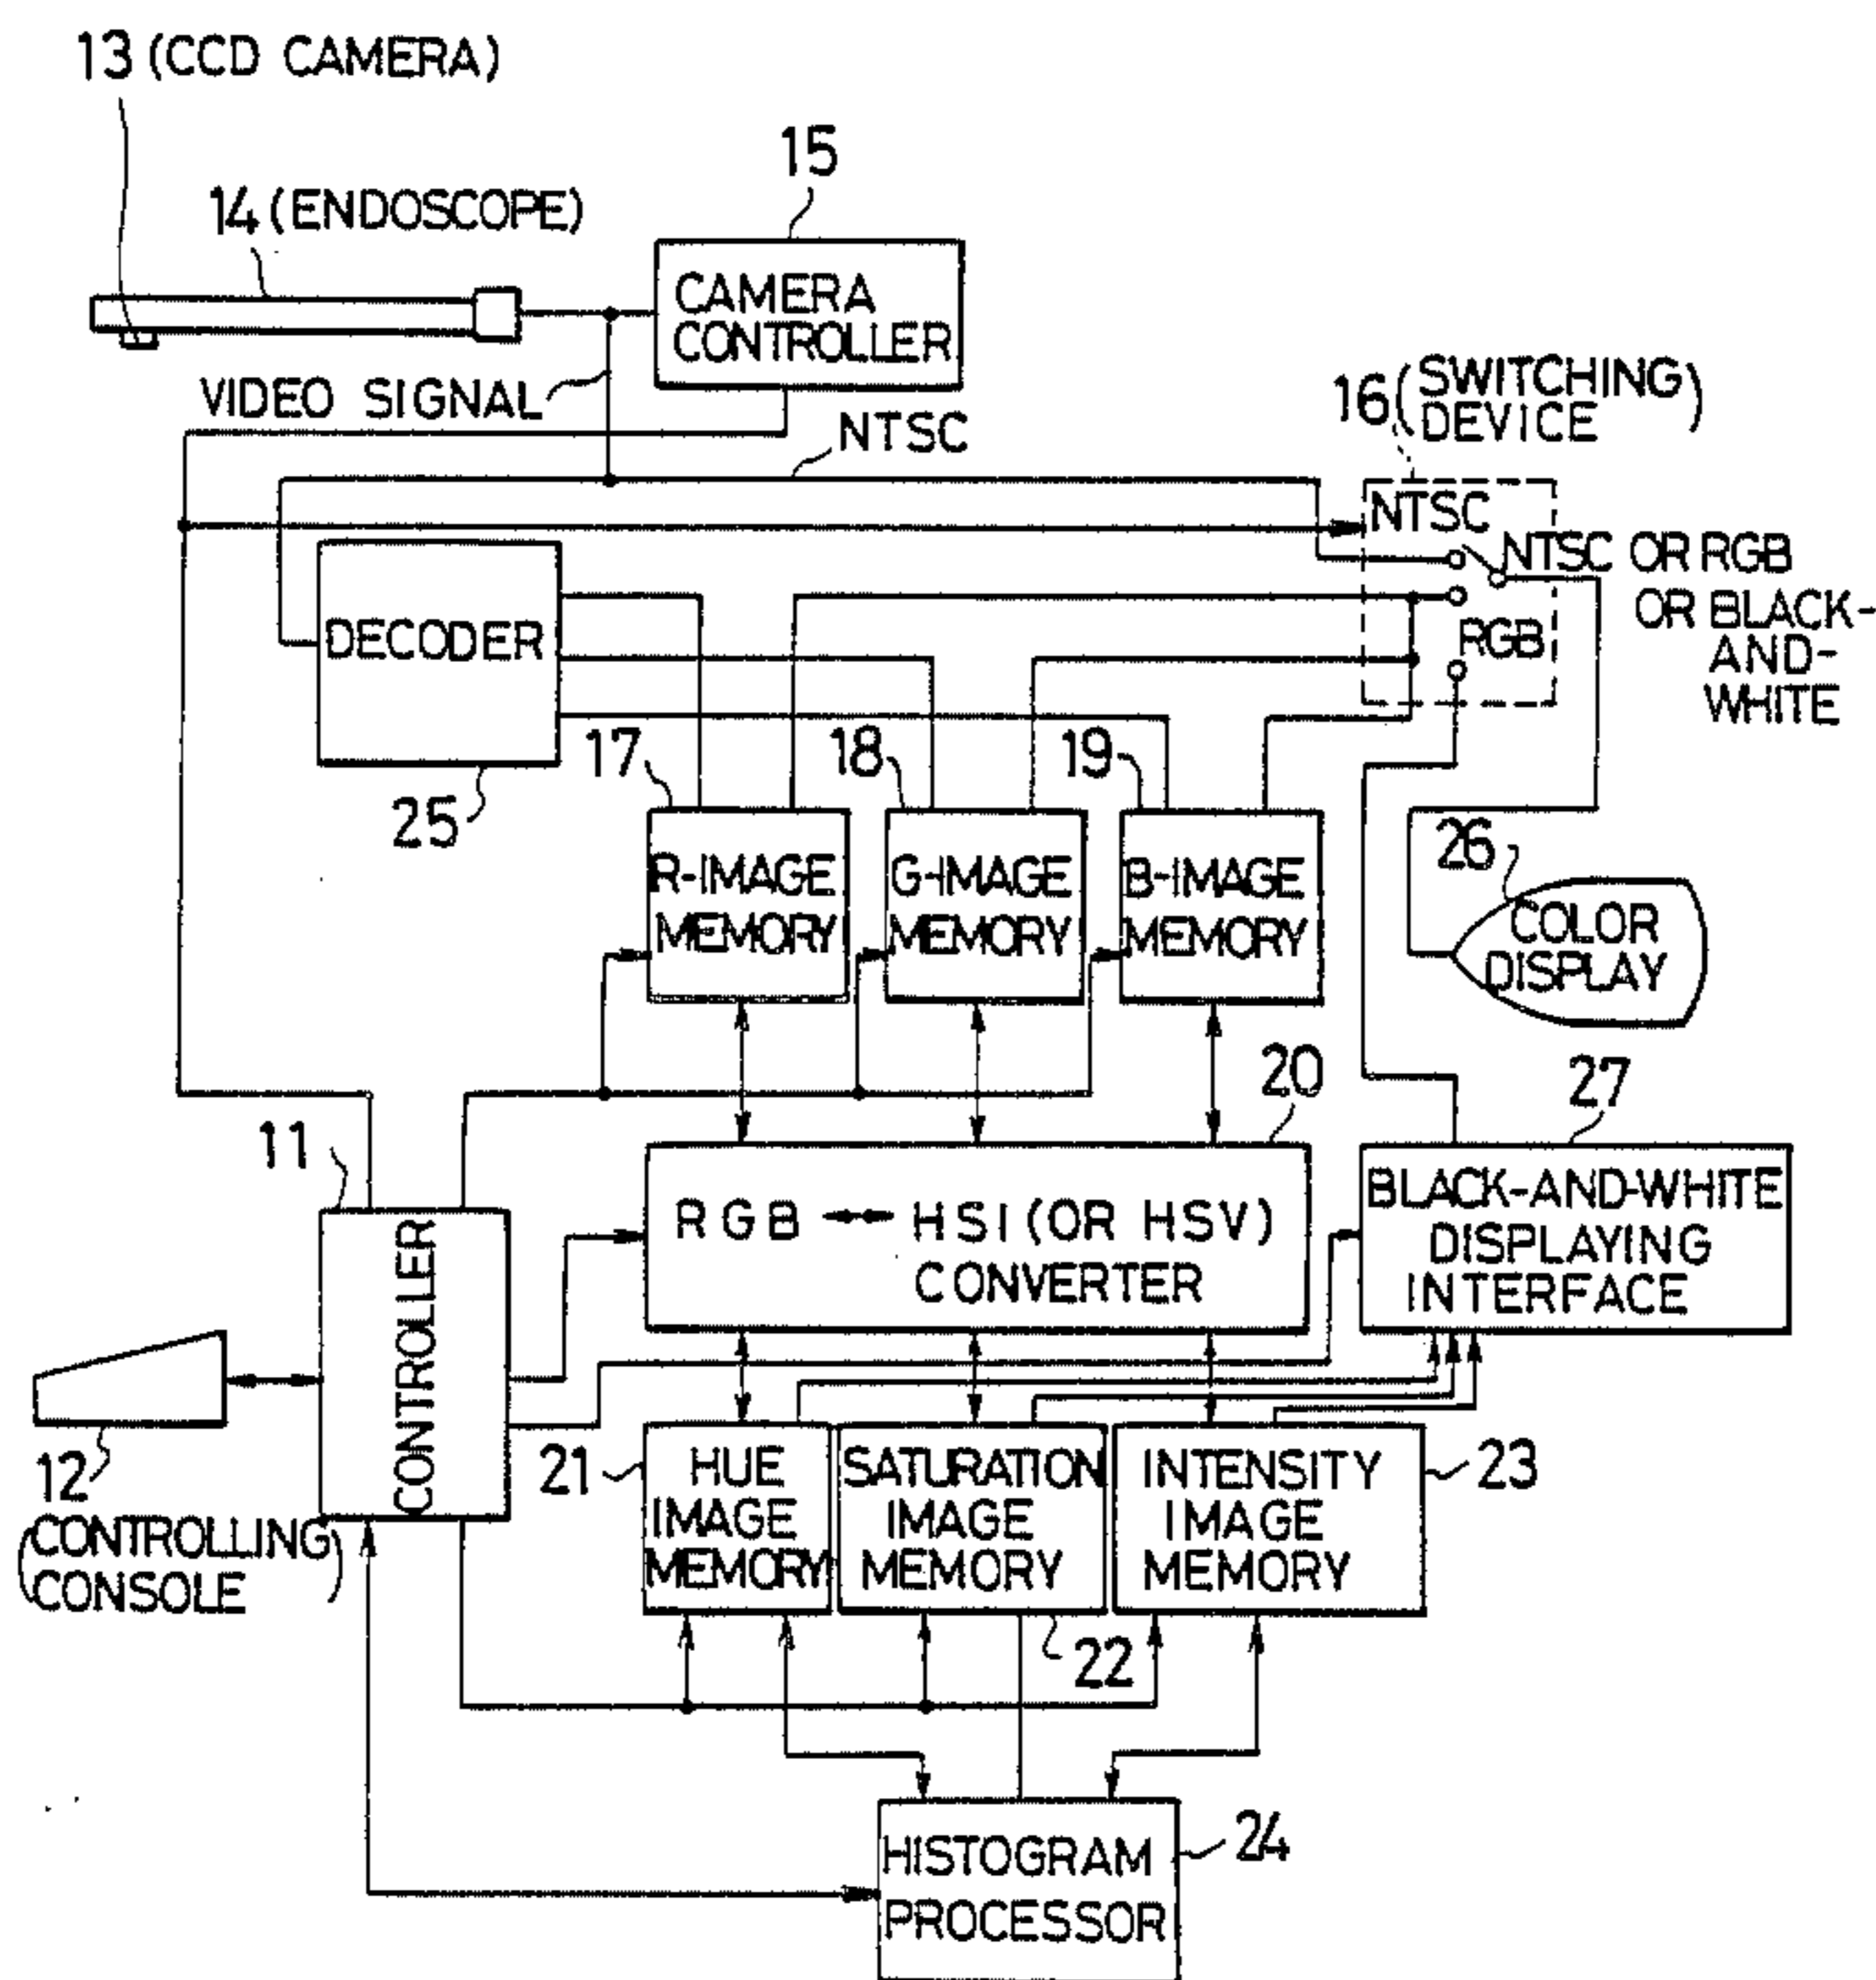 13 (CCD CAMERA)
15
14 (ENDOSCOPE)
CAMERA
CONTROLLER
VIDEO SIGNAL
NTSC
16 (SWITCHING
DEVICE)
NTSC
NTSC OR RGB
OR BLACK-
AND-
WHITE
RGB
DECODER
25
17
18
19
R-IMAGE
MEMORY
G-IMAGE
MEMORY
B-IMAGE
MEMORY
26
COLOR
DISPLAY
20
27
11
CONTROLLER
RGB ↔ HSI (OR HSV)
CONVERTER
BLACK-AND-WHITE
DISPLAYING
INTERFACE
12
(CONTROLLING
CONSOLE)
21
HUE
IMAGE
MEMORY
SATURATION
IMAGE
MEMORY
INTENSITY
IMAGE
MEMORY
23
22
24
HISTOGRAM
PROCESSOR